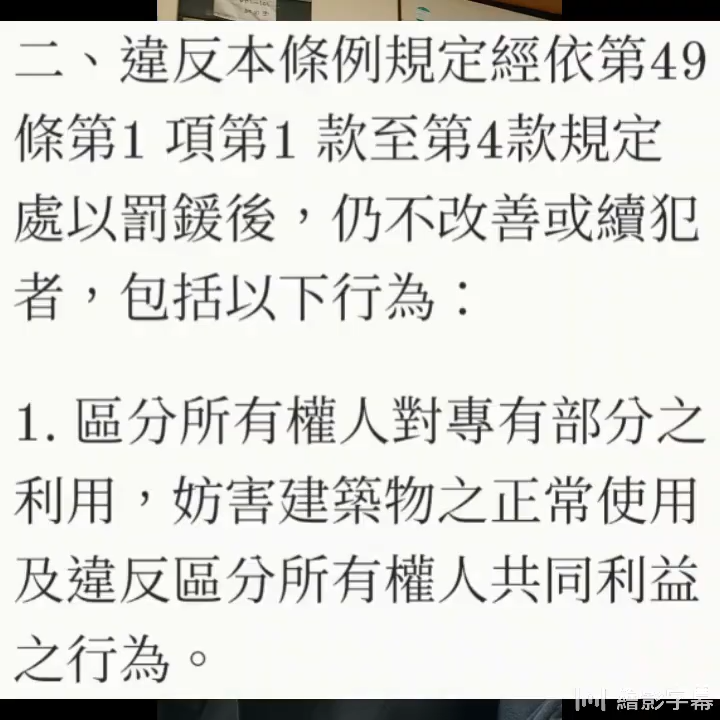 二、違反本條例規定經依第49
條第1 項第1 款至第4款規定
處以罰鍰後，仍不改善或續犯
者，包括以下行為：
1. 區分所有權人對專有部分之
利用，妨害建築物之正常使用
及違反區分所有權人共同利益
之行為。
繪影字幕